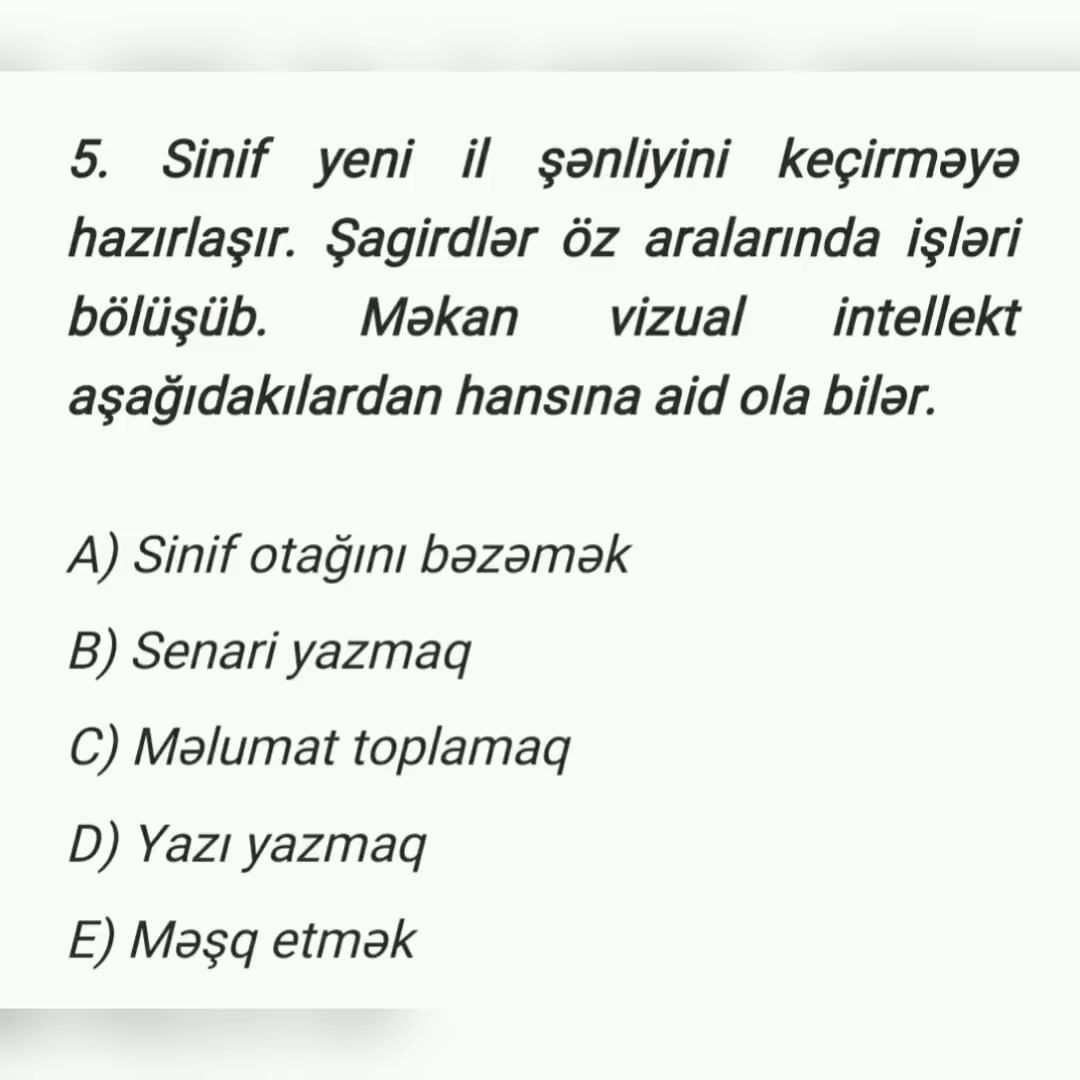 5. Sinif yeni il şənliyini keçirməyə
hazırlaşır. Şagirdlər öz aralarında işləri
bölüşüb. Məkan vizual intellekt
aşağıdakılardan hansına aid ola bilər.
A) Sinif otağını bəzəmək
B) Senari yazmaq
C) Məlumat toplamaq
D) Yazı yazmaq
E) Məşq etmək